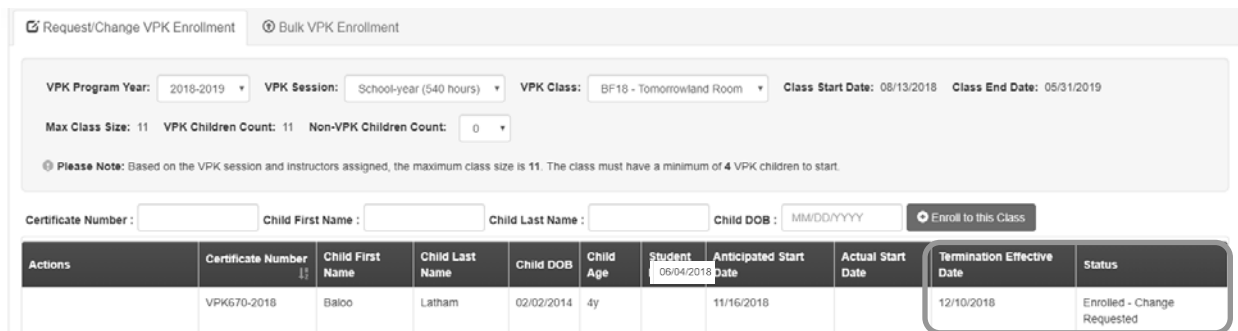 Request/Change VPK Enrollment Bulk VPK Enrollment
VPK Program Year: 2018-2019 VPK Session: School-year (540 hours) VPK Class: BF18 - Tomorrowland Room Class Start Date: 08/13/2018 Class End Date: 05/31/2019
Max Class Size: 11 VPK Children Count: 11 Non-VPK Children Count: 0
Please Note: Based on the VPK session and instructors assigned, the maximum class size is 11. The class must have a minimum of 4 VPK children to start.
Certificate Number : Child First Name : Child Last Name : Child DOB : MM/DD/YYYY Enroll to this Class
Actions Certificate Number Child First Name Child Last Name Child DOB Child Age Student 06/04/2018 Anticipated Start Date Actual Start Date Termination Effective Date Status
VPK670-2018 Baloo Latham 02/02/2014 4y 11/16/2018 12/10/2018 Enrolled - Change Requested